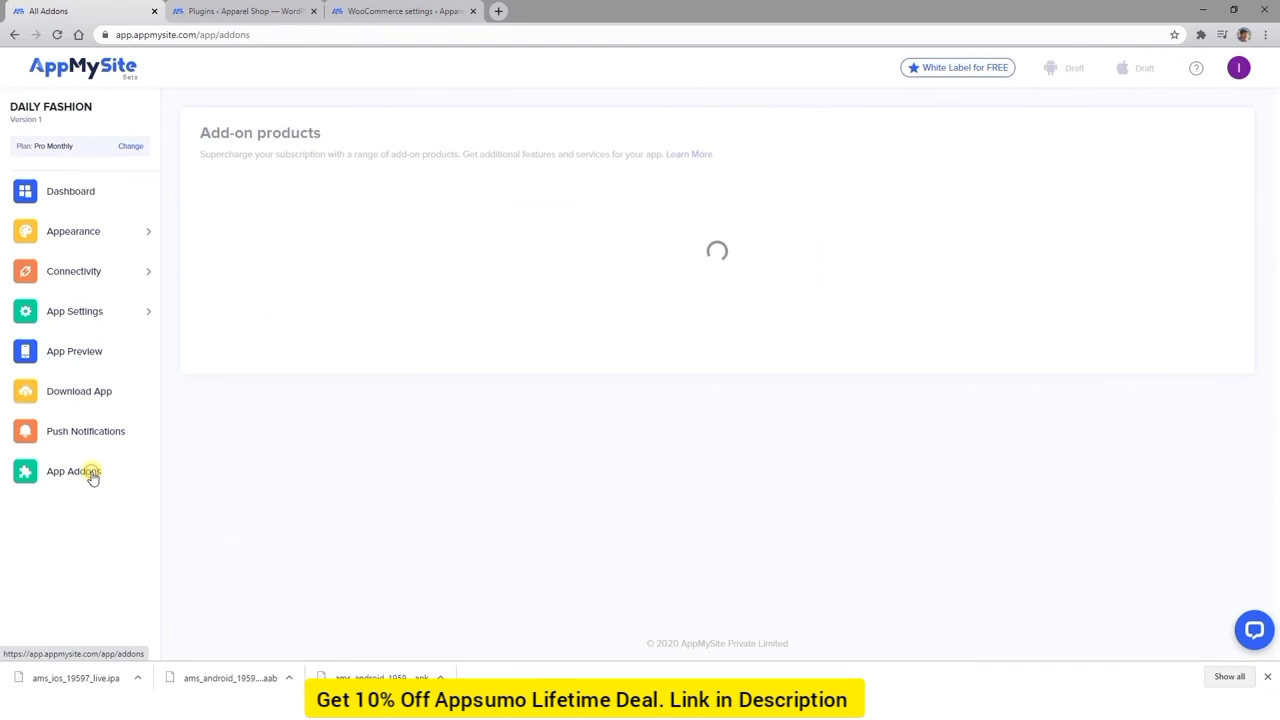 All Addons
Plugins ‹ Apparel Shop — WordP
WooCommerce settings ‹ Appare
app.appmysite.com/app/addons
AppMySite
Beta
White Label for FREE
Draft
Draft
I
DAILY FASHION
Version 1
Plan: Pro Monthly
Change
Dashboard
Appearance
Connectivity
App Settings
App Preview
Download App
Push Notifications
App Addons
Add-on products
Supercharge your subscription with a range of add-on products. Get additional features and services for your app. Learn More
© 2020 AppMySite Private Limited
https://app.appmysite.com/app/addons
ams_ios_19597_live.ipa
ams_android_1959....aab
Show all
Get 10% Off Appsumo Lifetime Deal. Link in Description